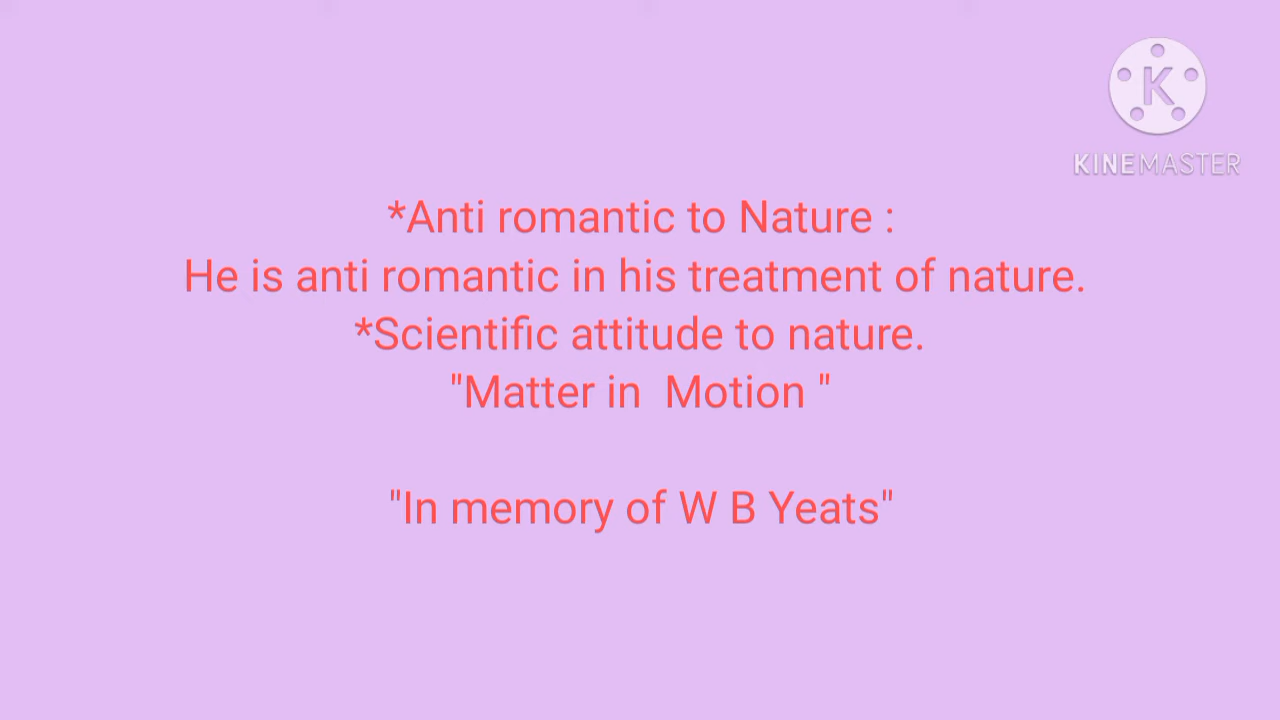 K
KINEMASTER
*Anti romantic to Nature :
He is anti romantic in his treatment of nature.
*Scientific attitude to nature.
"Matter in  Motion "
"In memory of W B Yeats"